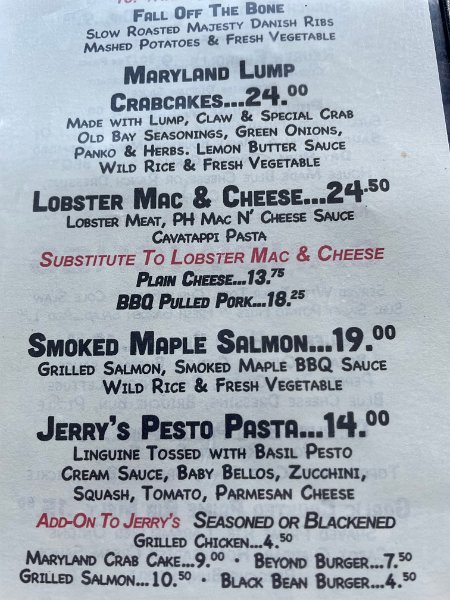 Fall Off The Bone
Slow Roasted Majesty Danish Ribs
Mashed Potatoes & Fresh Vegetable
Maryland Lump
Crabcakes...24.00
Made with Lump, Claw & Special Crab
Old Bay Seasonings, Green Onions,
Panko & Herbs. Lemon Butter Sauce
Wild Rice & Fresh Vegetable
Lobster Mac & Cheese...24.50
Lobster Meat, PH Mac N' Cheese Sauce
Cavatappi Pasta
Substitute To Lobster Mac & Cheese
Plain Cheese...13.75
BBQ Pulled Pork...18.25
Smoked Maple Salmon...19.00
Grilled Salmon, Smoked Maple BBQ Sauce
Wild Rice & Fresh Vegetable
Jerry's Pesto Pasta...14.00
Linguine Tossed with Basil Pesto
Cream Sauce, Baby Bellos, Zucchini,
Squash, Tomato, Parmesan Cheese
Add-On To Jerry's Seasoned or Blackened
Grilled Chicken...4.50
Maryland Crab Cake...9.00 · Beyond Burger...7.50
Grilled Salmon...10.50 · Black Bean Burger...4.50